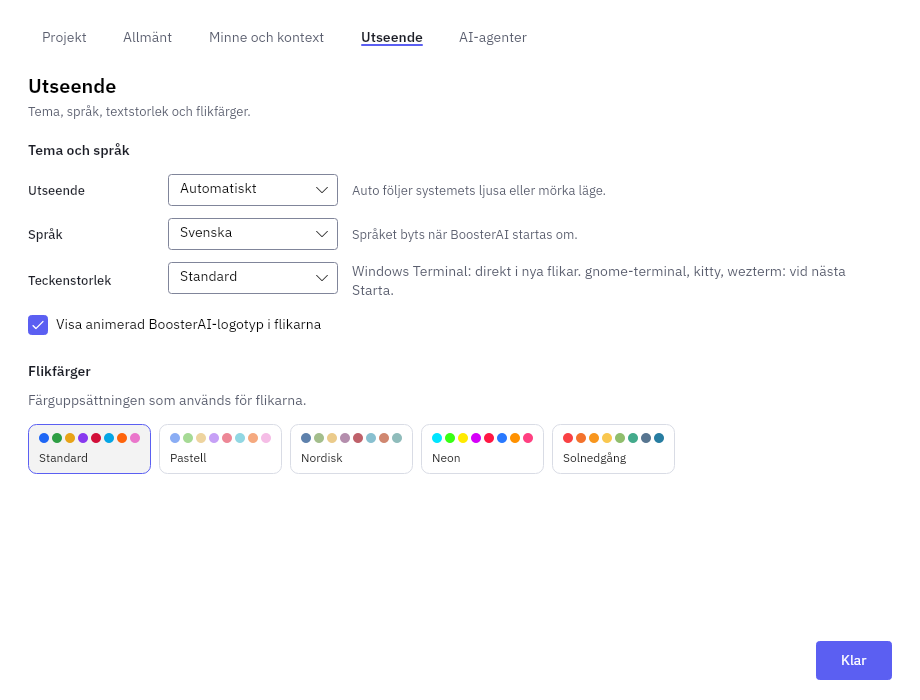 Projekt Allmänt Minne och kontext Utseende AI-agenter
Utseende
Tema, språk, textstorlek och flikfärger.
Tema och språk
Utseende Automatiskt Auto följer systemets ljusa eller mörka läge.
Språk Svenska Språket byts när BoosterAI startas om.
Teckenstorlek Standard Windows Terminal: direkt i nya flikar. gnome-terminal, kitty, wezterm: vid nästa
Starta.
Visa animerad BoosterAI-logotyp i flikarna
Flikfärger
Färguppsättningen som används för flikarna.
Standard Pastell Nordisk Neon Solnedgång
Klar